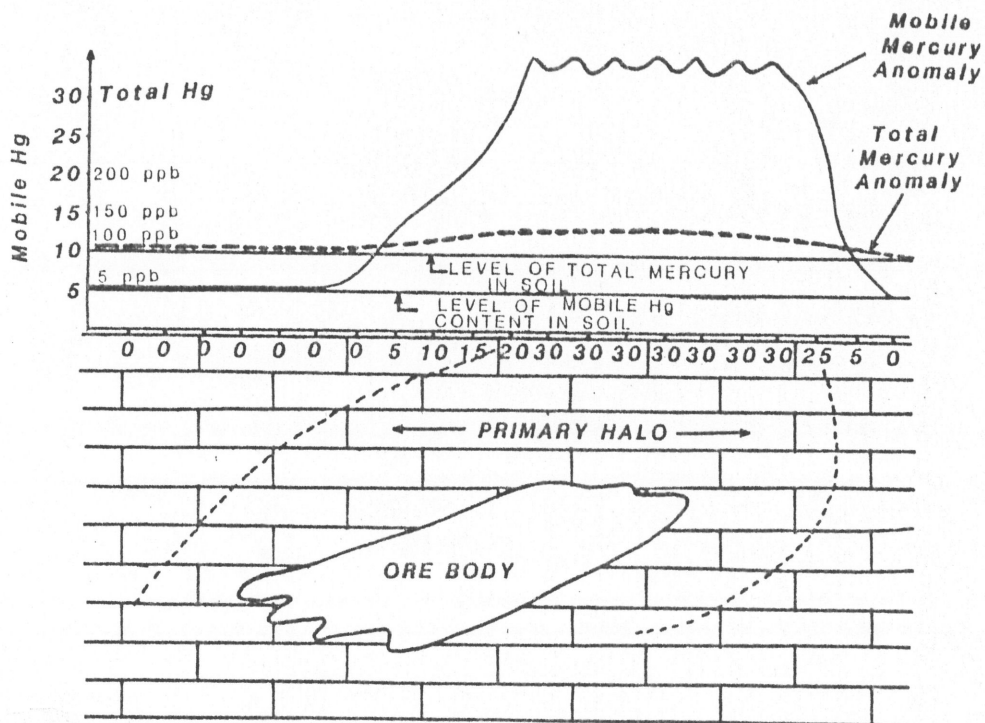 Mobile
Mercury
Anomaly
Total
Mercury
Anomaly
Mobile Hg
Total Hg
30
25
20
15
10
5
200 ppb
150 ppb
100 ppb
5 ppb
LEVEL OF TOTAL MERCURY
IN SOIL
LEVEL OF MOBILE Hg
CONTENT IN SOIL
0 0 0 0 0 0 0 5 10 15 20 30 30 30 30 30 30 30 25 5 0
PRIMARY HALO
ORE BODY